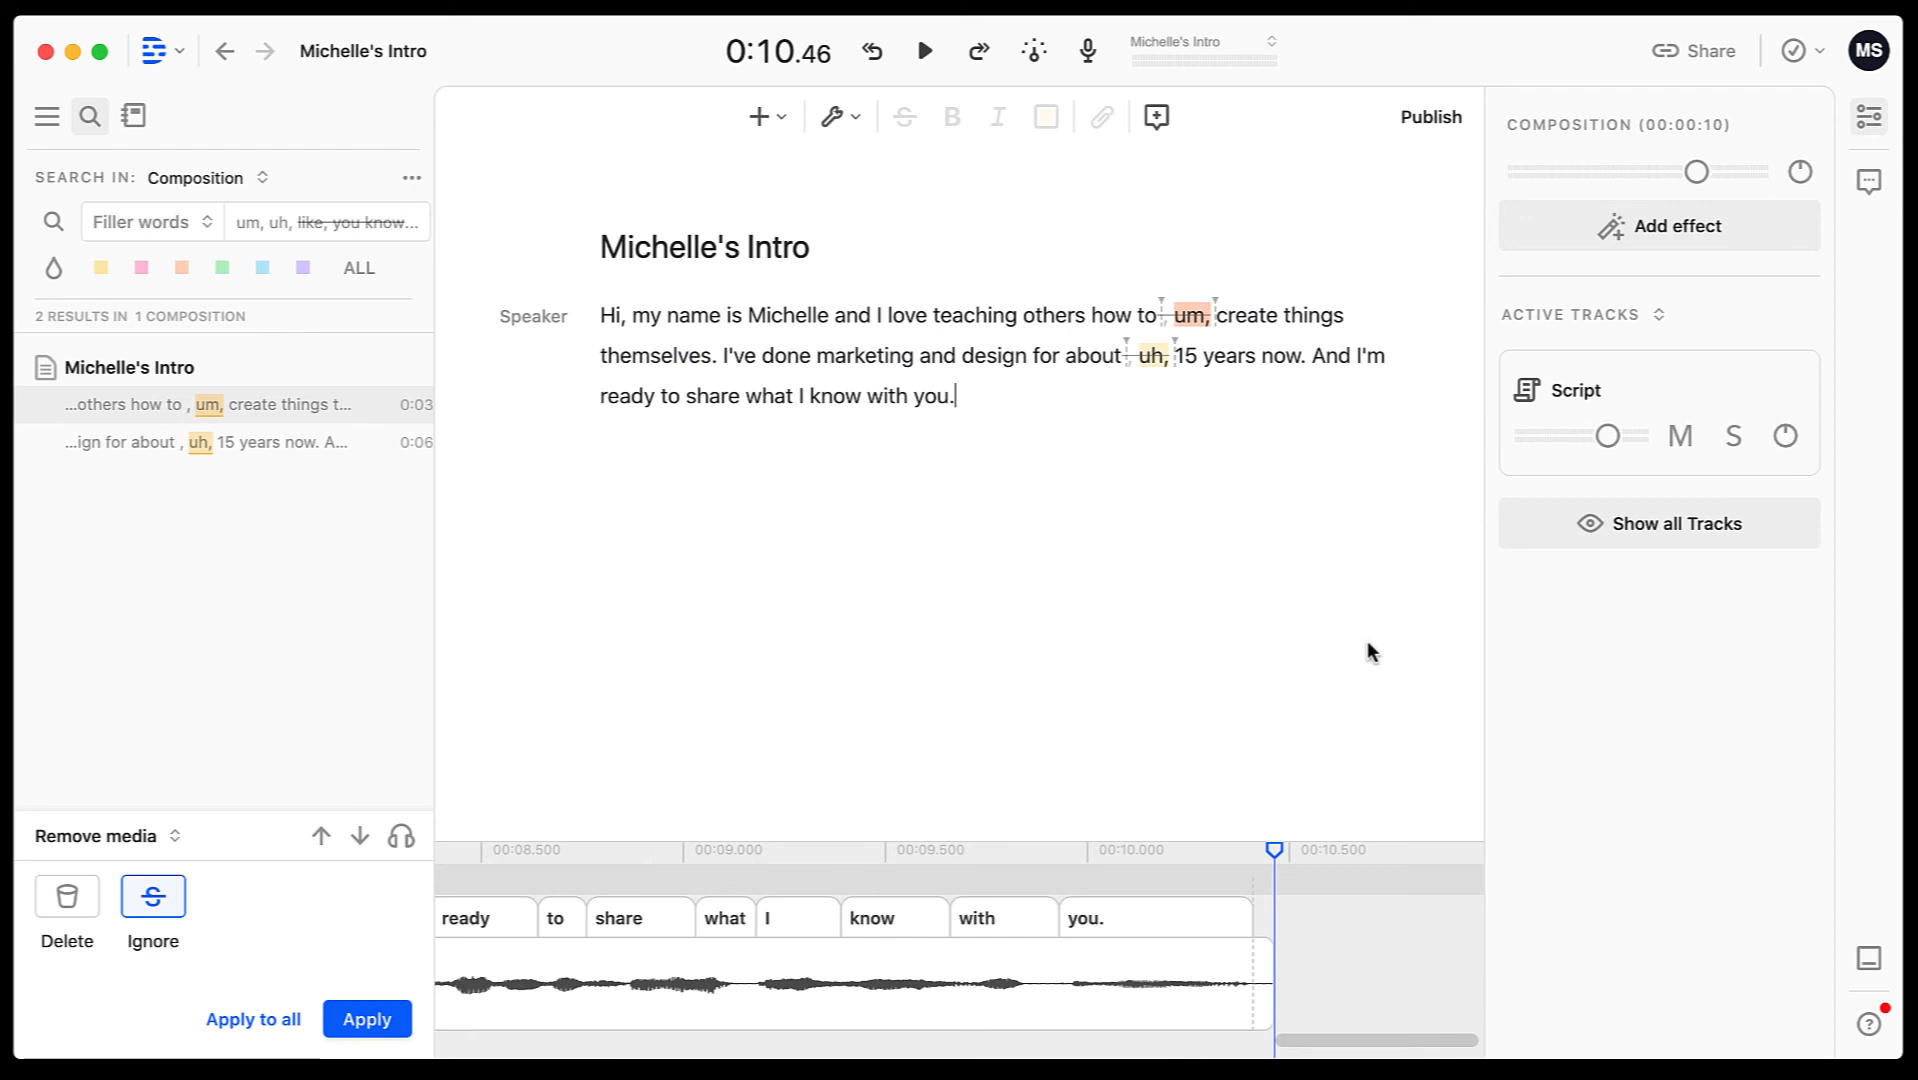 Michelle's Intro
0:10.46
Michelle's Intro
Share
MS
Publish
COMPOSITION (00:00:10)
SEARCH IN: Composition
Filler words
um, uh, like, you know...
ALL
2 RESULTS IN 1 COMPOSITION
Michelle's Intro
...others how to , um, create things t... 0:03
...ign for about , uh, 15 years now. A... 0:06
Michelle's Intro
Speaker
Hi, my name is Michelle and I love teaching others how to , um, create things
themselves. I've done marketing and design for about , uh, 15 years now. And I'm
ready to share what I know with you.
Add effect
ACTIVE TRACKS
Script
M S
Show all Tracks
Remove media
Delete
Ignore
Apply to all
Apply
00:08.500 00:09.000 00:09.500 00:10.000 00:10.500
ready to share what I know with you.